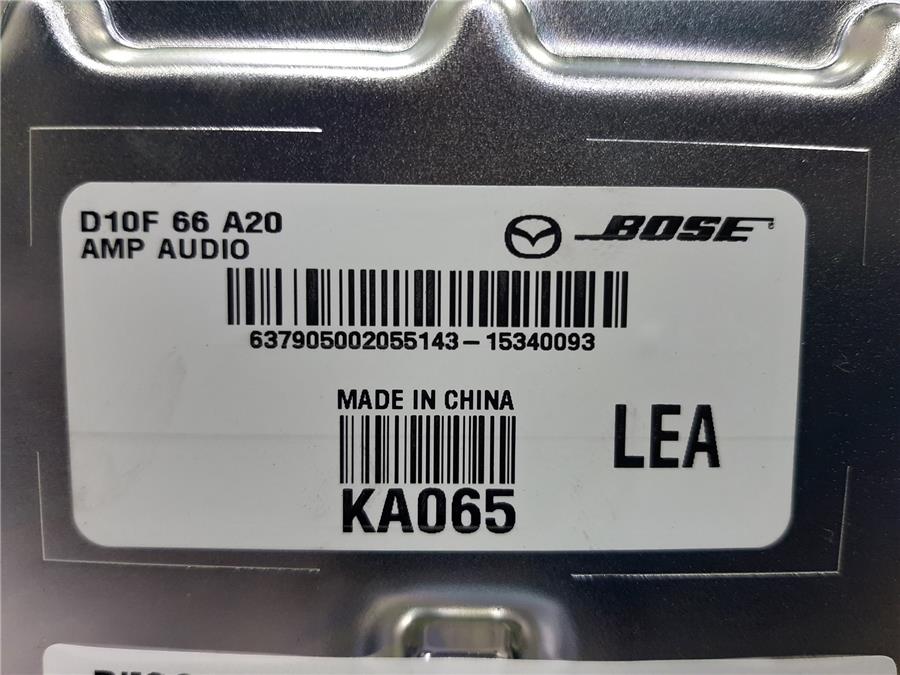 D10F 66 A20
AMP AUDIO
BOSE
637905002055143-15340093
MADE IN CHINA
LEA
KA065